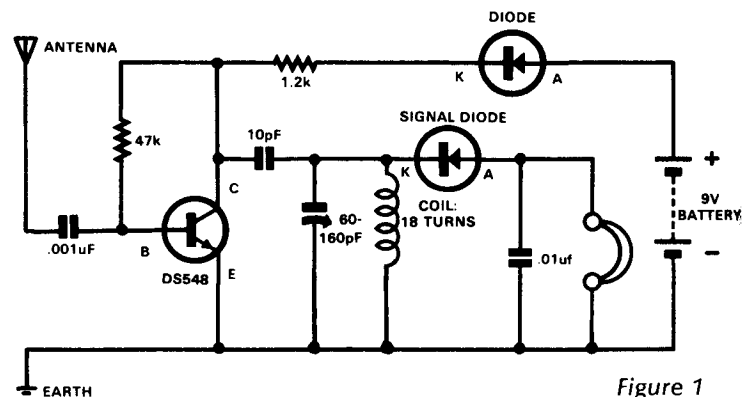 DIODE
ANTENNA
K
A
1.2k
SIGNAL DIODE
47k
10pF
+
C
K
A
9V
BATTERY
60-
160pF
COIL:
18 TURNS
.001uF
B
.01uf
−
DS548
E
EARTH
Figure 1